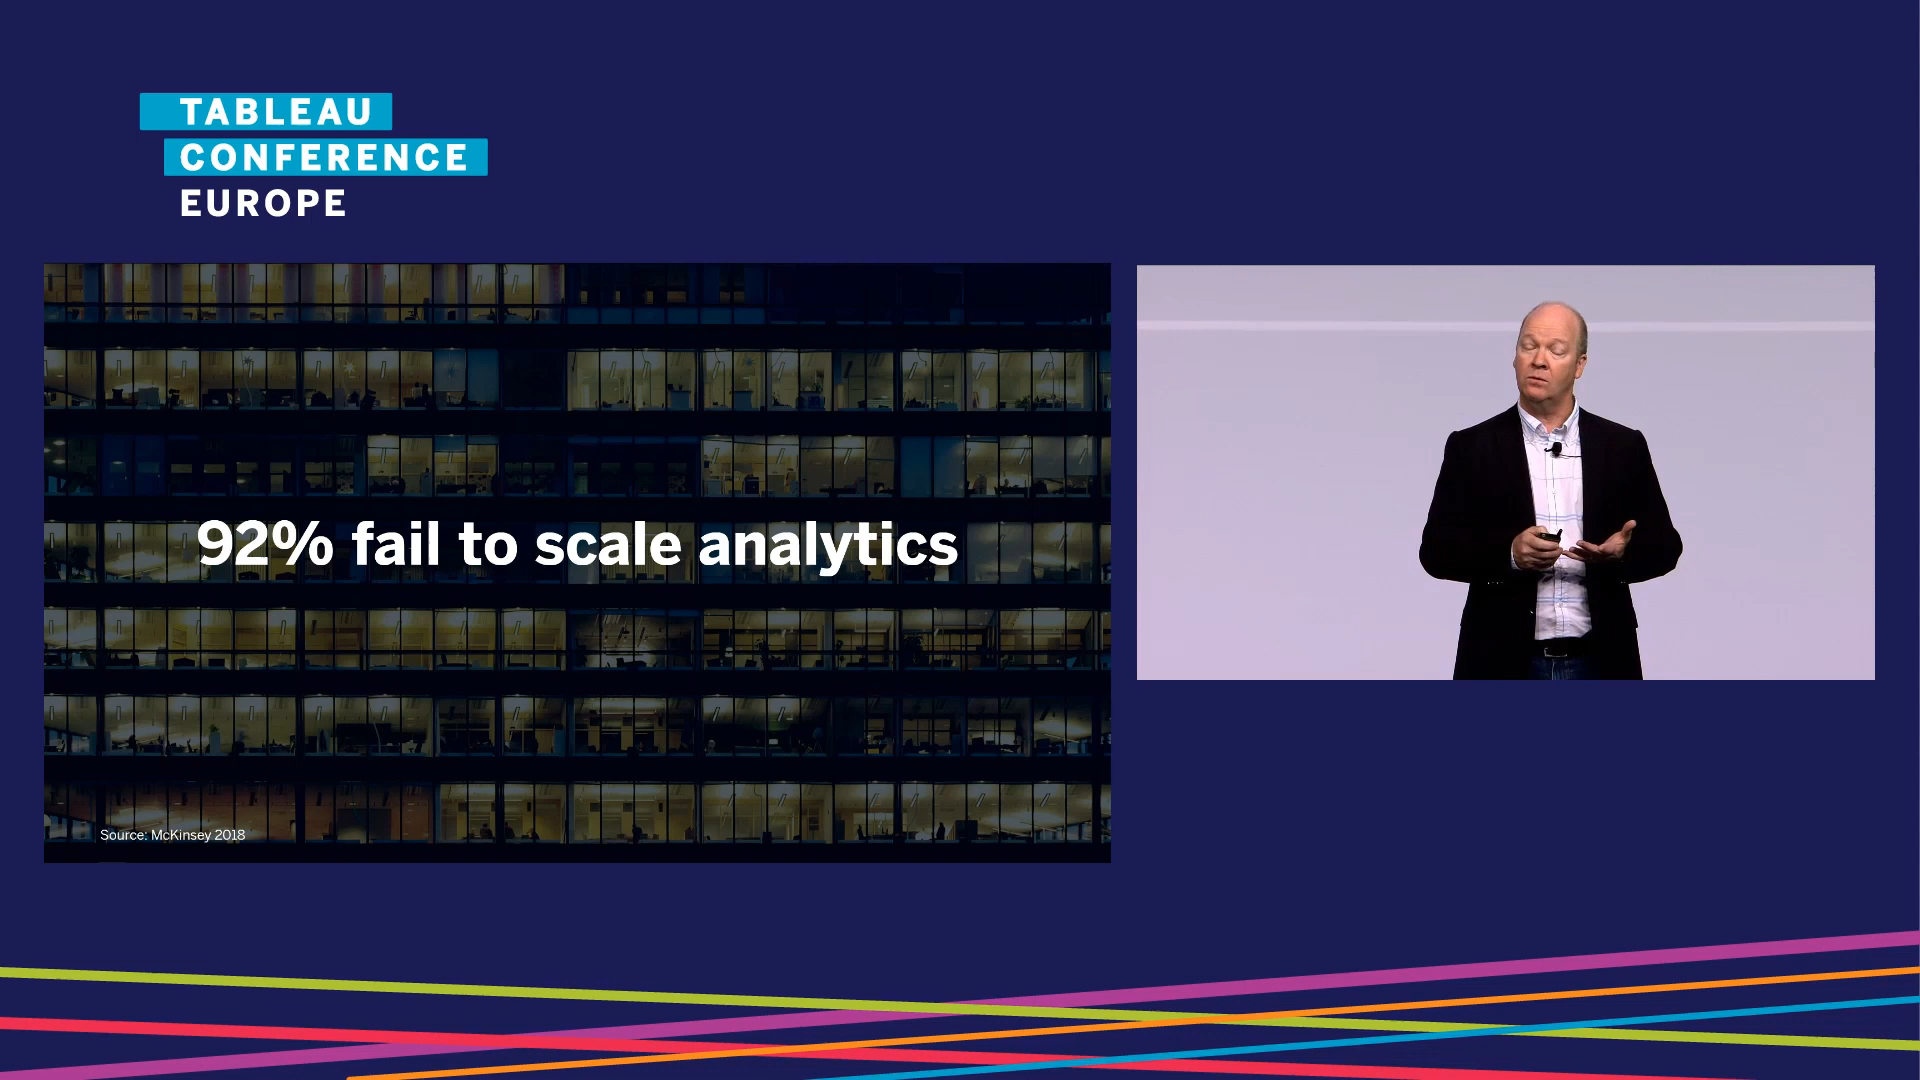 TABLEAU
CONFERENCE
EUROPE
92% fail to scale analytics
Source: McKinsey 2018